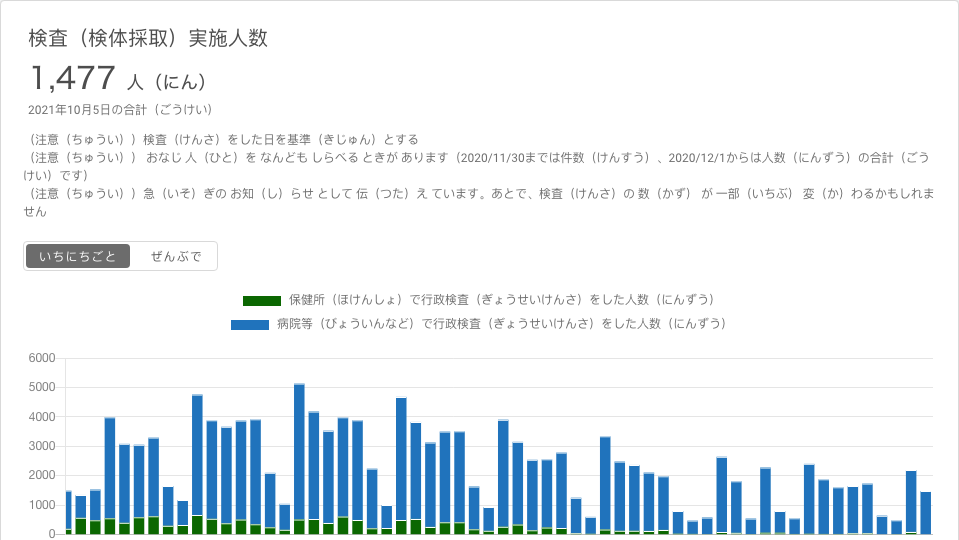 検査（検体採取）実施人数
1,477 人（にん）
2021年10月5日の合計（ごうけい）
（注意（ちゅうい））検査（けんさ）をした日を基準（きじゅん）とする
（注意（ちゅうい）） おなじ 人（ひと）を なんども しらべる ときが あります（2020/11/30までは件数（けんすう）、2020/12/1からは人数（にんずう）の合計（ごう
けい）です）
（注意（ちゅうい））急（いそ）ぎの お知（し）らせ として 伝（つた）え ています。あとで、検査（けんさ）の 数（かず） が 一部（いちぶ） 変（か）わるかもしれま
せん
いちにちごと ぜんぶで
保健所（ほけんしょ）で行政検査（ぎょうせいけんさ）をした人数（にんずう）
病院等（びょういんなど）で行政検査（ぎょうせいけんさ）をした人数（にんずう）
6000
5000
4000
3000
2000
1000
0